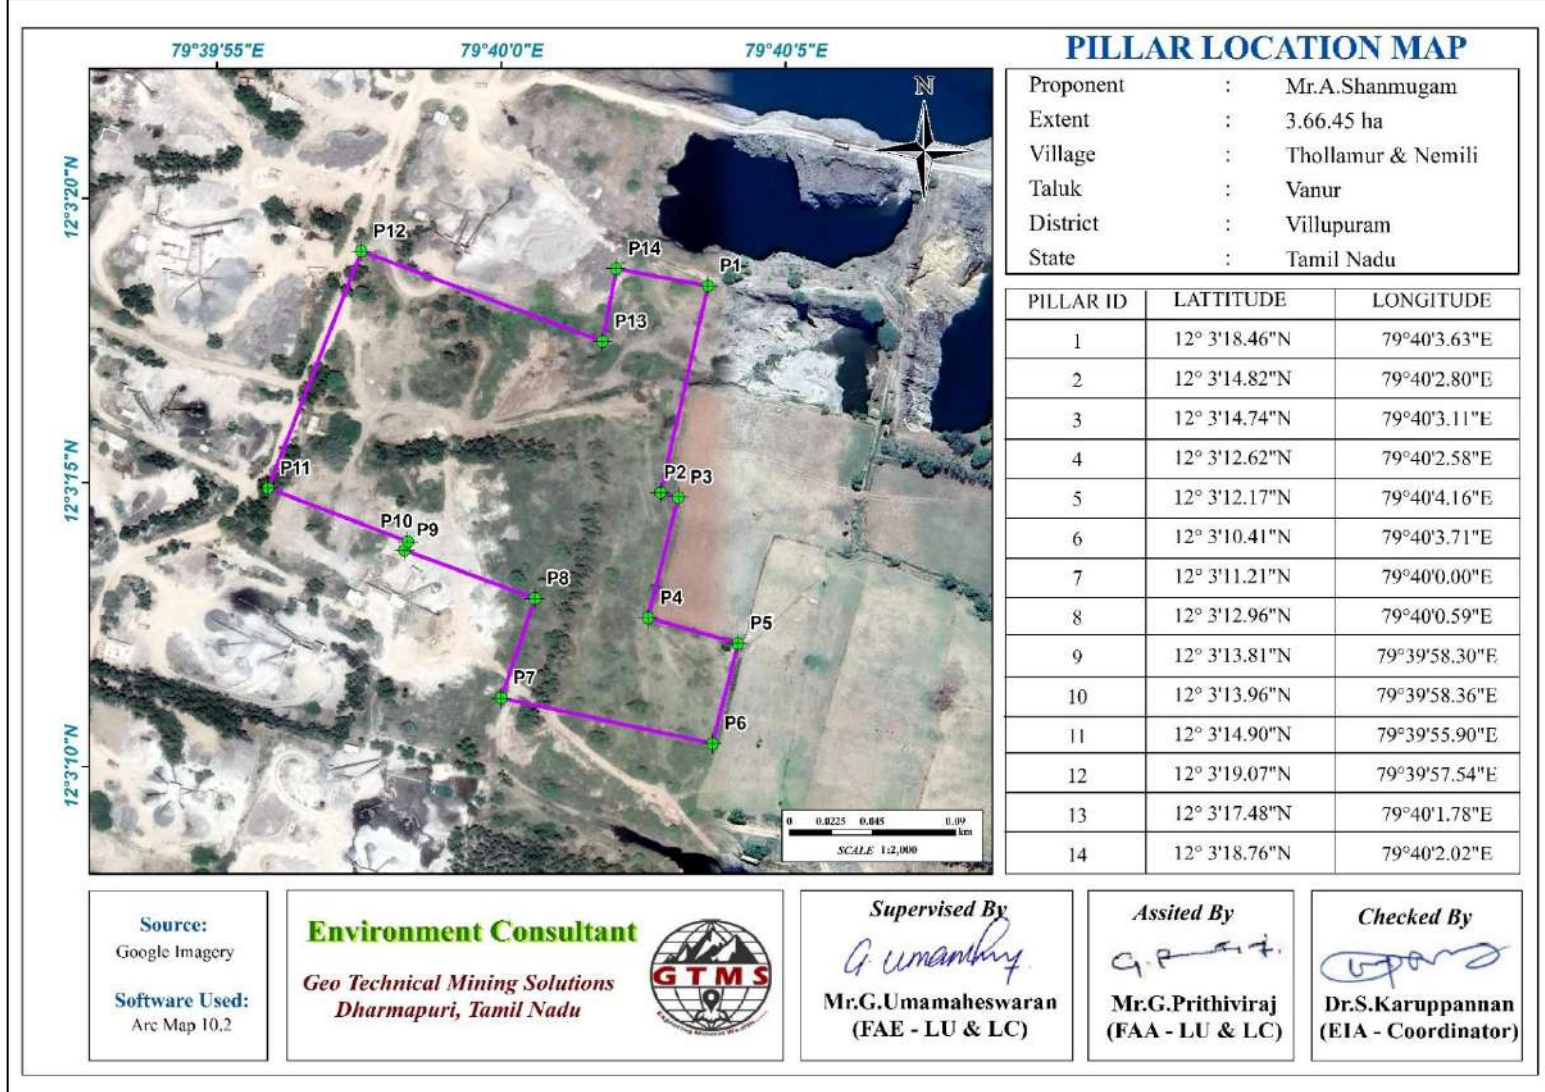 PILLAR LOCATION MAP
Proponent : Mr.A.Shanmugam
Extent : 3.66.45 ha
Village : Thollamur & Nemili
Taluk : Vanur
District : Villupuram
State : Tamil Nadu
PILLAR ID LATTITUDE LONGITUDE
1 12° 3'18.46"N 79°40'3.63"E
2 12° 3'14.82"N 79°40'2.80"E
3 12° 3'14.74"N 79°40'3.11"E
4 12° 3'12.62"N 79°40'2.58"E
5 12° 3'12.17"N 79°40'4.16"E
6 12° 3'10.41"N 79°40'3.71"E
7 12° 3'11.21"N 79°40'0.00"E
8 12° 3'12.96"N 79°40'0.59"E
9 12° 3'13.81"N 79°39'58.30"E
10 12° 3'13.96"N 79°39'58.36"E
11 12° 3'14.90"N 79°39'55.90"E
12 12° 3'19.07"N 79°39'57.54"E
13 12° 3'17.48"N 79°40'1.78"E
14 12° 3'18.76"N 79°40'2.02"E
79°39'55"E 79°40'0"E 79°40'5"E
12°3'20"N
12°3'15"N
12°3'10"N
N
P12
P14
P1
P13
P11
P2 P3
P10 P9
P8
P4
P5
P7
P6
0 0.0225 0.045 0.09
km
SCALE 1:2,000
Source:
Google Imagery
Software Used:
Arc Map 10.2
Environment Consultant
Geo Technical Mining Solutions
Dharmapuri, Tamil Nadu
GTMS
Supervised By
G. Umamhy
Mr.G.Umamaheswaran
(FAE - LU & LC)
Assited By
Mr.G.Prithiviraj
(FAA - LU & LC)
Checked By
Dr.S.Karuppannan
(EIA - Coordinator)